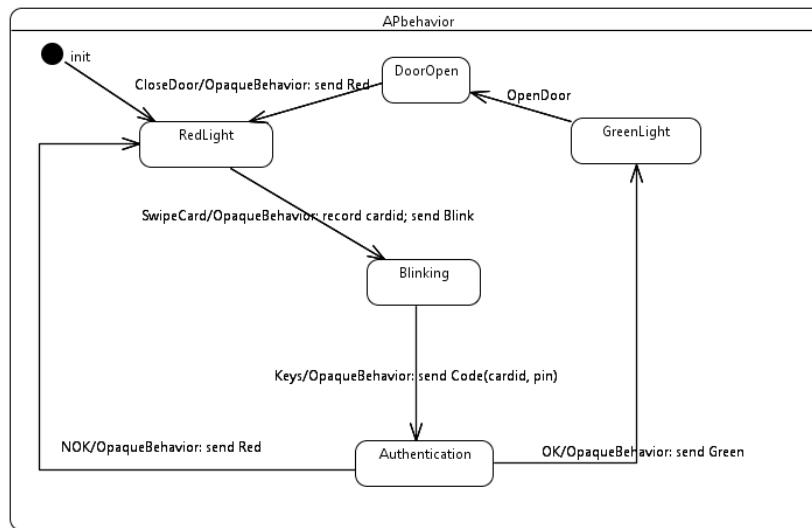 APbehavior
init
DoorOpen
CloseDoor/OpaqueBehavior: send Red
OpenDoor
RedLight
GreenLight
SwipeCard/OpaqueBehavior: record cardid; send Blink
Blinking
Keys/OpaqueBehavior: send Code(cardid, pin)
NOK/OpaqueBehavior: send Red
Authentication
OK/OpaqueBehavior: send Green